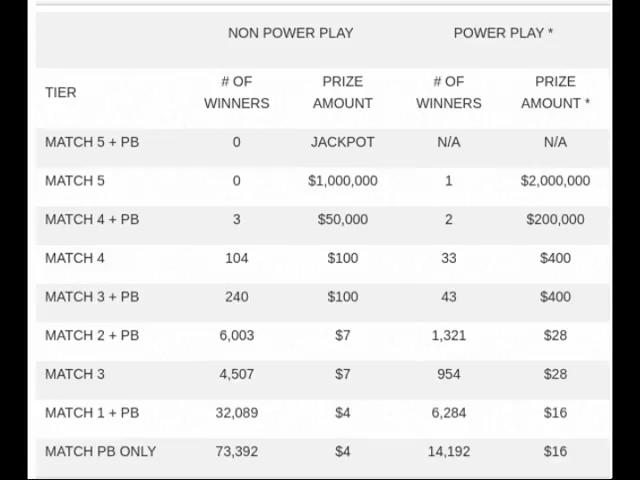 NON POWER PLAY POWER PLAY *
TIER # OF WINNERS PRIZE AMOUNT # OF WINNERS PRIZE AMOUNT *
MATCH 5 + PB 0 JACKPOT N/A N/A
MATCH 5 0 $1,000,000 1 $2,000,000
MATCH 4 + PB 3 $50,000 2 $200,000
MATCH 4 104 $100 33 $400
MATCH 3 + PB 240 $100 43 $400
MATCH 2 + PB 6,003 $7 1,321 $28
MATCH 3 4,507 $7 954 $28
MATCH 1 + PB 32,089 $4 6,284 $16
MATCH PB ONLY 73,392 $4 14,192 $16